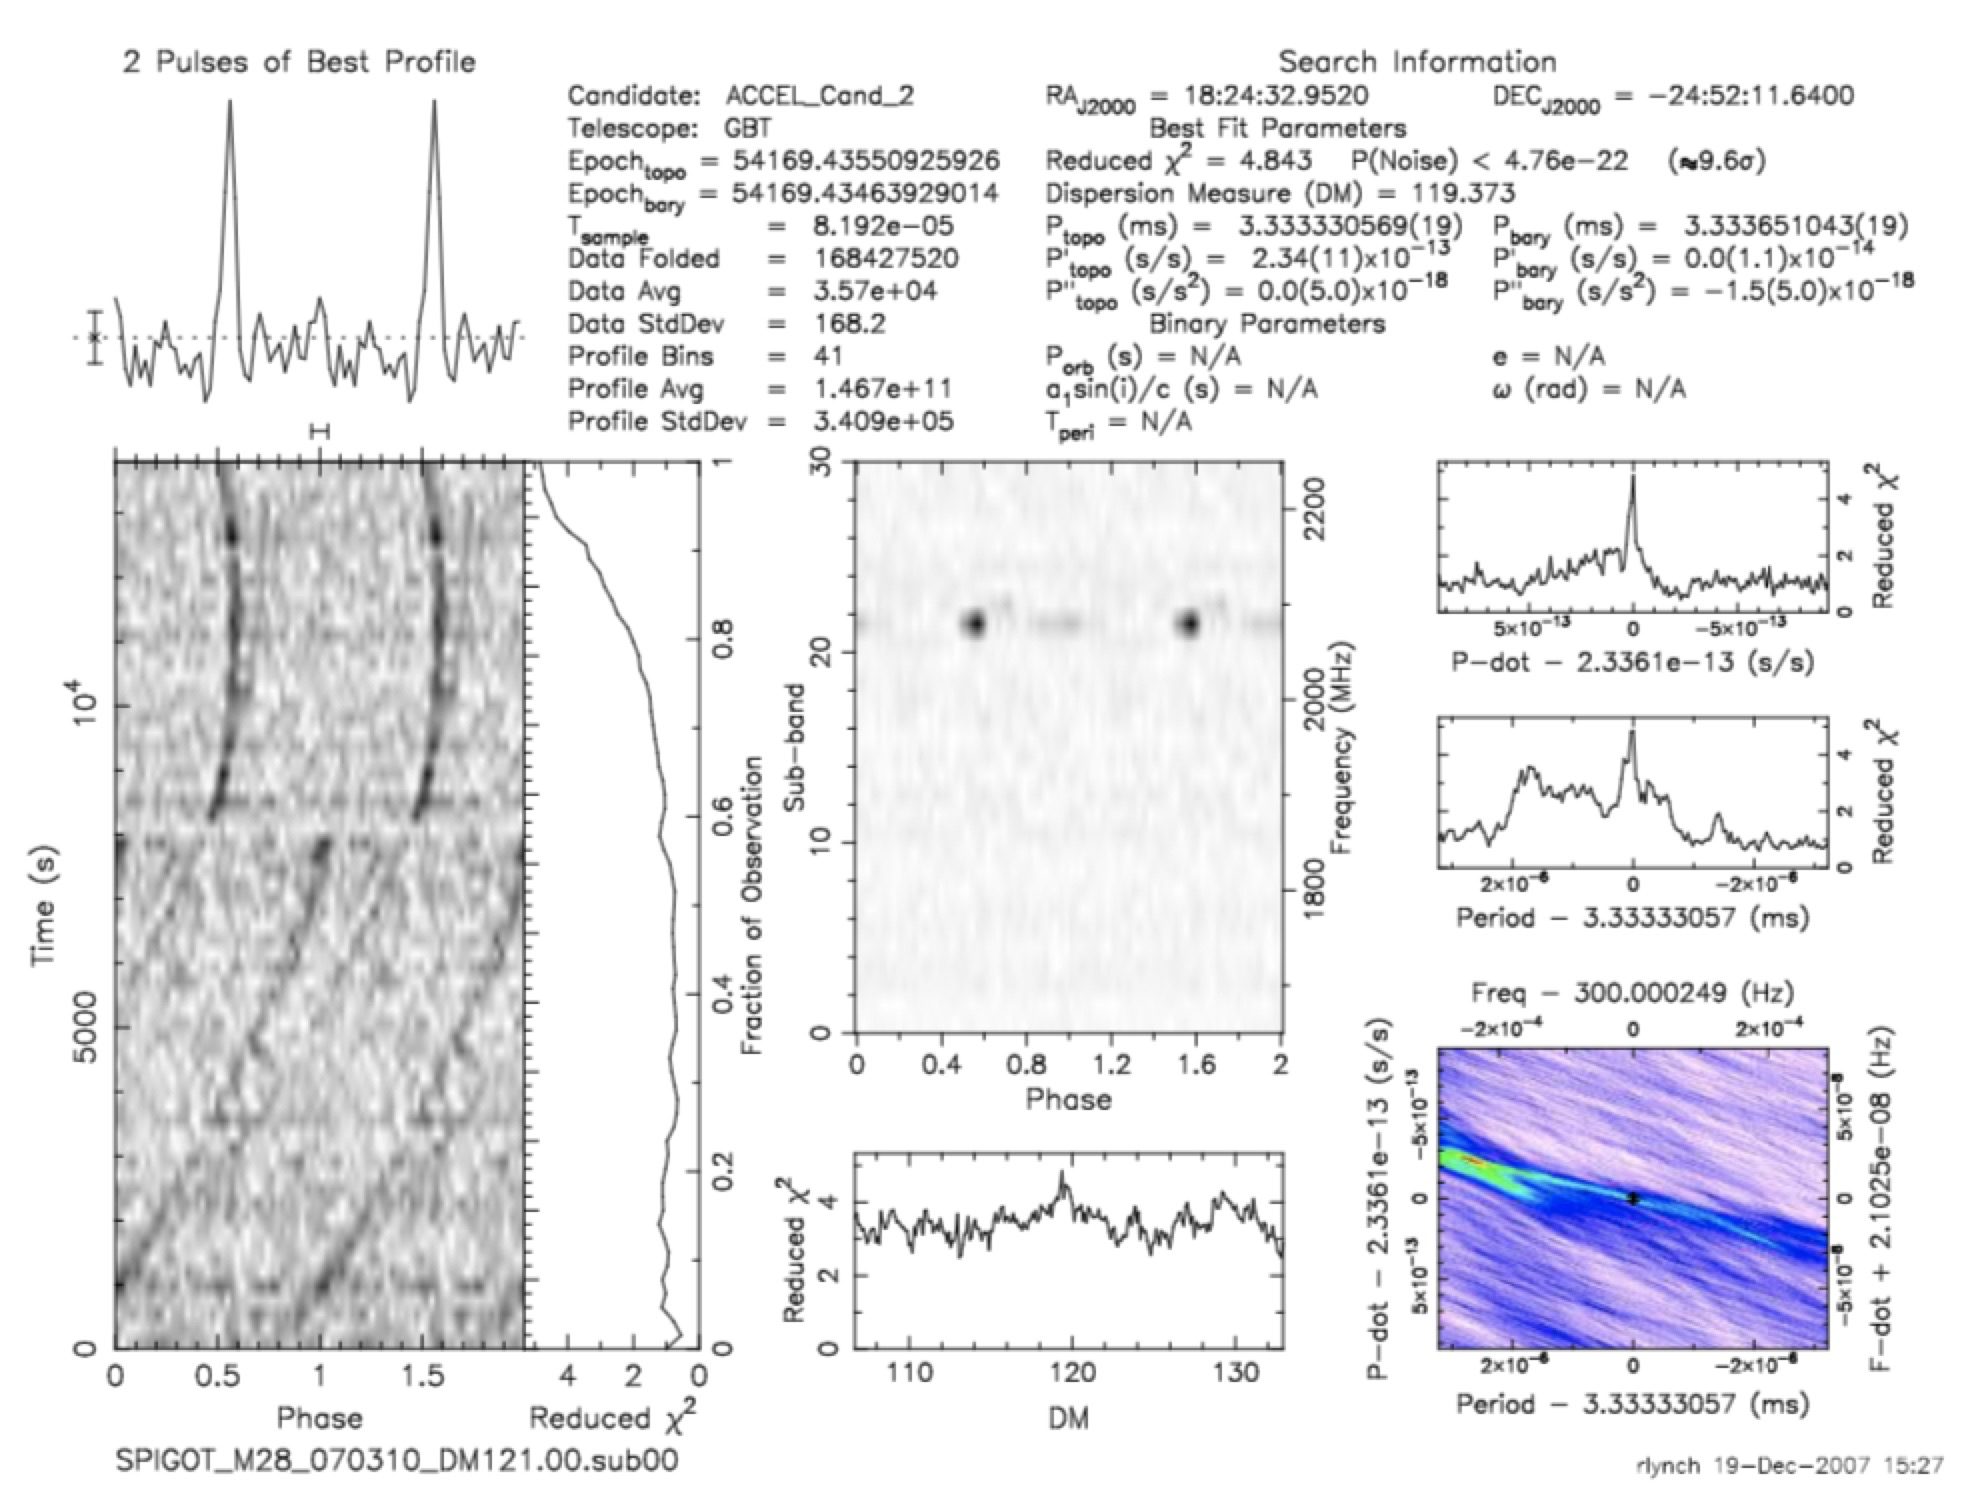 2 Pulses of Best Profile
Search Information
Candidate: ACCEL_Cand_2
Telescope: GBT
Epoch_topo = 54169.43550925926
Epoch_bary = 54169.43463929014
T_sample = 8.192e−05
Data Folded = 168427520
Data Avg = 3.57e+04
Data StdDev = 168.2
Profile Bins = 41
Profile Avg = 1.467e+11
Profile StdDev = 3.409e+05
RA_J2000 = 18:24:32.9520 DEC_J2000 = −24:52:11.6400
Best Fit Parameters
Reduced χ² = 4.843 P(Noise) < 4.76e−22 (≈9.6σ)
Dispersion Measure (DM) = 119.373
P_topo (ms) = 3.333330569(19) P_bary (ms) = 3.333651043(19)
P'_topo (s/s) = 2.34(11)x10⁻¹³ P'_bary (s/s) = 0.0(1.1)x10⁻¹⁴
P''_topo (s/s²) = 0.0(5.0)x10⁻¹⁸ P''_bary (s/s²) = −1.5(5.0)x10⁻¹⁸
Binary Parameters
P_orb (s) = N/A e = N/A
a₁sin(i)/c (s) = N/A ω (rad) = N/A
T_peri = N/A
Time (s)
0 5000 10⁴
0 0.5 1 1.5
Phase
4 2 0
Reduced χ²
0 0.2 0.4 0.6 0.8 1
Fraction of Observation
Sub−band
0 10 20 30
1800 2000 2200
Frequency (MHz)
0 0.4 0.8 1.2 1.6 2
Phase
Reduced χ²
0 2 4
110 120 130
DM
0 2 4
Reduced χ²
5×10⁻¹³ 0 −5×10⁻¹³
P−dot − 2.3361e−13 (s/s)
0 2 4
Reduced χ²
2×10⁻⁶ 0 −2×10⁻⁶
Period − 3.33333057 (ms)
Freq − 300.000249 (Hz)
−2×10⁻⁴ 0 2×10⁻⁴
P−dot − 2.3361e−13 (s/s)
5×10⁻¹³ 0 −5×10⁻¹³
−5×10⁻⁸ 0 5×10⁻⁸
F−dot + 2.1025e−08 (Hz)
2×10⁻⁶ 0 −2×10⁻⁶
Period − 3.33333057 (ms)
SPIGOT_M28_070310_DM121.00.sub00
rlynch 19−Dec−2007 15:27